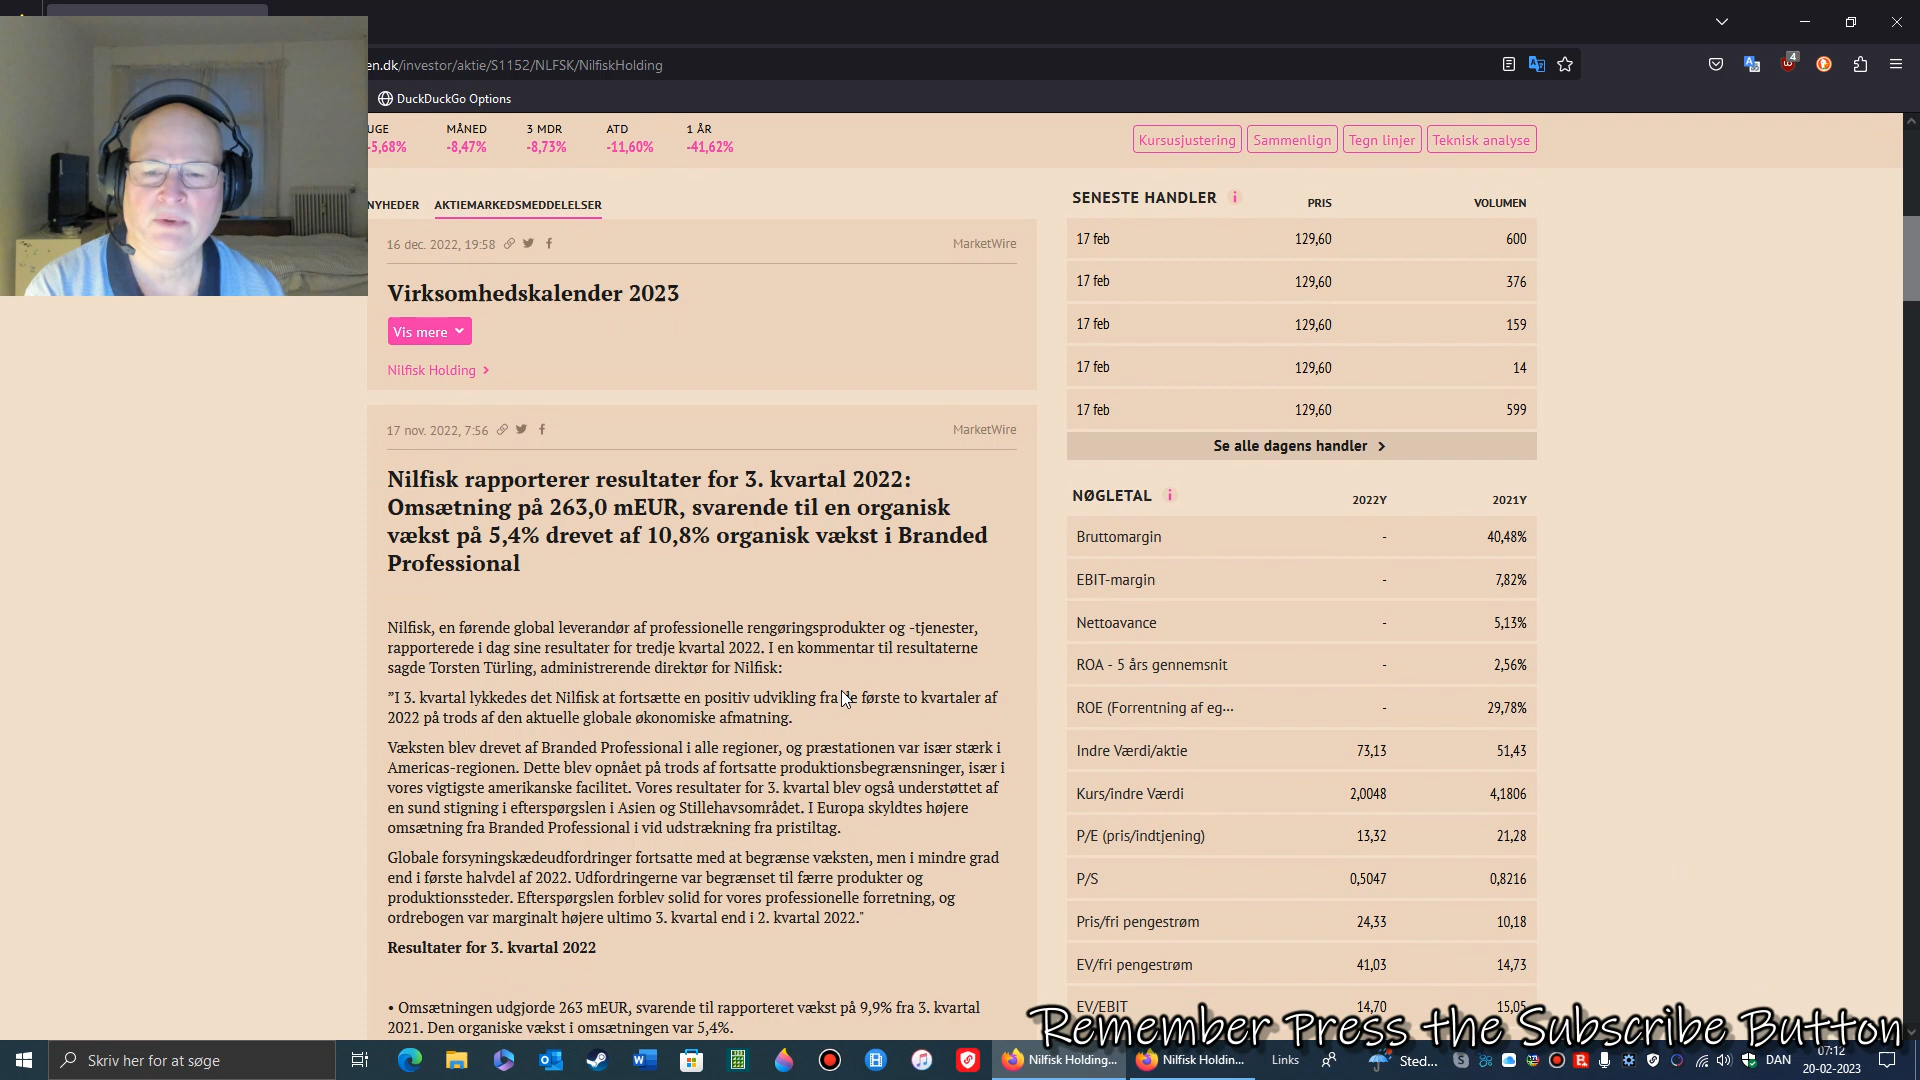 en.dk/investor/aktie/S1152/NLFSK/NilfiskHolding
4
DuckDuckGo Options
UGE MÅNED 3 MDR ATD 1 ÅR
-5,68% -8,47% -8,73% -11,60% -41,62%
Kursusjustering Sammenlign Tegn linjer Teknisk analyse
NYHEDER AKTIEMARKEDSMEDDELELSER
16 dec. 2022, 19:58 MarketWire
Virksomhedskalender 2023
Vis mere
Nilfisk Holding
17 nov. 2022, 7:56 MarketWire
Nilfisk rapporterer resultater for 3. kvartal 2022:
Omsætning på 263,0 mEUR, svarende til en organisk
vækst på 5,4% drevet af 10,8% organisk vækst i Branded
Professional
Nilfisk, en førende global leverandør af professionelle rengøringsprodukter og -tjenester,
rapporterede i dag sine resultater for tredje kvartal 2022. I en kommentar til resultaterne
sagde Torsten Türling, administrerende direktør for Nilfisk:
”I 3. kvartal lykkedes det Nilfisk at fortsætte en positiv udvikling fra de første to kvartaler af
2022 på trods af den aktuelle globale økonomiske afmatning.
Væksten blev drevet af Branded Professional i alle regioner, og præstationen var især stærk i
Americas-regionen. Dette blev opnået på trods af fortsatte produktionsbegrænsninger, især i
vores vigtigste amerikanske facilitet. Vores resultater for 3. kvartal blev også understøttet af
en sund stigning i efterspørgslen i Asien og Stillehavsområdet. I Europa skyldtes højere
omsætning fra Branded Professional i vid udstrækning fra pristiltag.
Globale forsyningskædeudfordringer fortsatte med at begrænse væksten, men i mindre grad
end i første halvdel af 2022. Udfordringerne var begrænset til færre produkter og
produktionssteder. Efterspørgslen forblev solid for vores professionelle forretning, og
ordrebogen var marginalt højere ultimo 3. kvartal end i 2. kvartal 2022."
Resultater for 3. kvartal 2022
• Omsætningen udgjorde 263 mEUR, svarende til rapporteret vækst på 9,9% fra 3. kvartal
2021. Den organiske vækst i omsætningen var 5,4%.
SENESTE HANDLER i PRIS VOLUMEN
17 feb 129,60 600
17 feb 129,60 376
17 feb 129,60 159
17 feb 129,60 14
17 feb 129,60 599
Se alle dagens handler
NØGLETAL i 2022Y 2021Y
Bruttomargin - 40,48%
EBIT-margin - 7,82%
Nettoavance - 5,13%
ROA - 5 års gennemsnit - 2,56%
ROE (Forrentning af eg··· - 29,78%
Indre Værdi/aktie 73,13 51,43
Kurs/indre Værdi 2,0048 4,1806
P/E (pris/indtjening) 13,32 21,28
P/S 0,5047 0,8216
Pris/fri pengestrøm 24,33 10,18
EV/fri pengestrøm 41,03 14,73
EV/EBIT 14,70 15,05
Remember Press the Subscribe Button
Skriv her for at søge
Nilfisk Holding... Nilfisk Holdin... Links Sted... DAN 07:12
20-02-2023